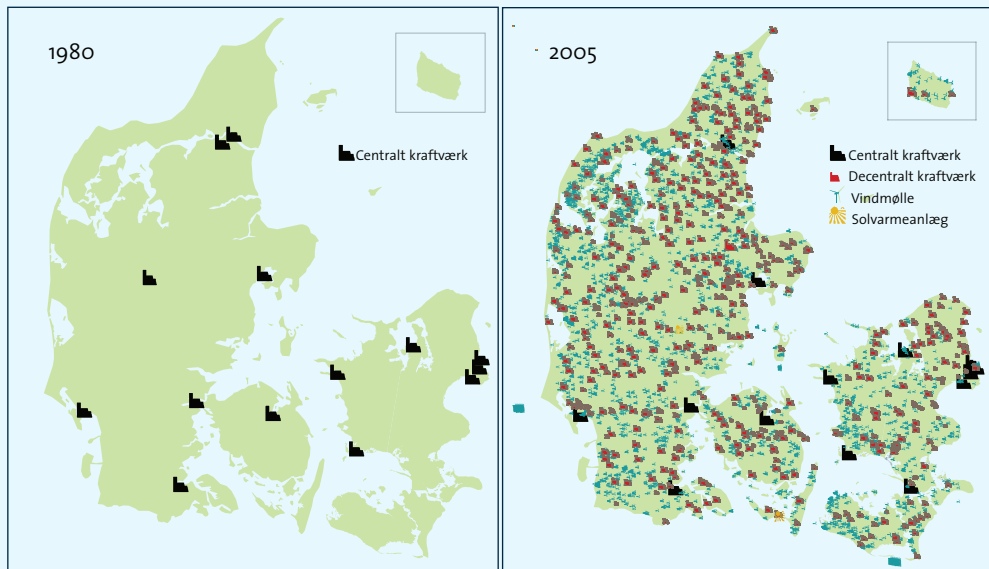 1980
Centralt kraftværk
2005
Centralt kraftværk
Decentralt kraftværk
Vindmølle
Solvarmeanlæg